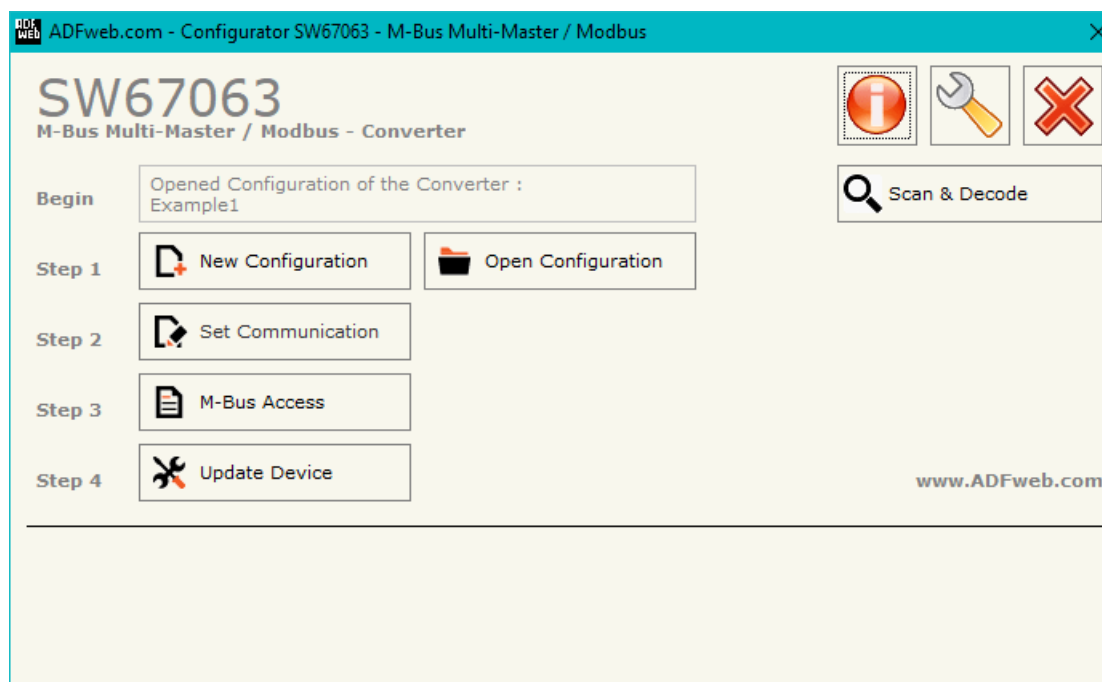 ADFweb.com - Configurator SW67063 - M-Bus Multi-Master / Modbus
SW67063
M-Bus Multi-Master / Modbus - Converter
Begin
Opened Configuration of the Converter :
Example1
Scan & Decode
Step 1
New Configuration
Open Configuration
Step 2
Set Communication
Step 3
M-Bus Access
Step 4
Update Device
www.ADFweb.com